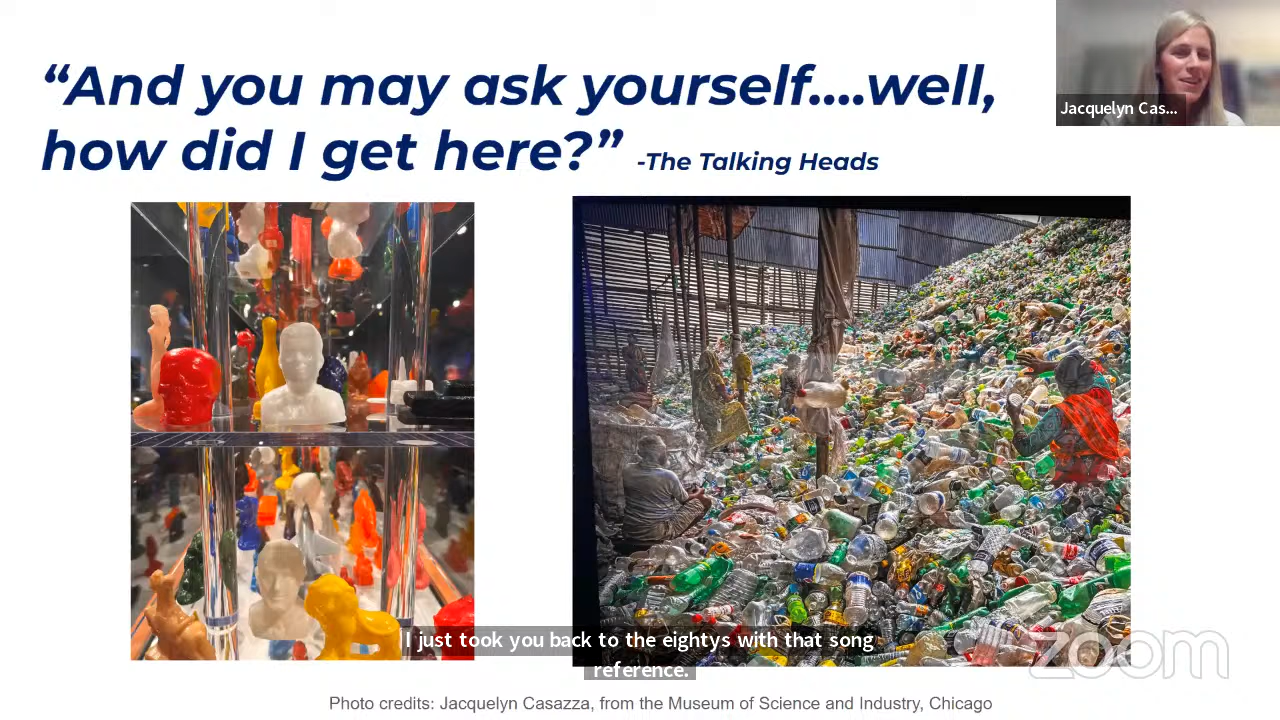 “And you may ask yourself....well,
how did I get here?” -The Talking Heads
Jacquelyn Cas...
I just took you back to the eightys with that song
reference.
zoom
Photo credits: Jacquelyn Casazza, from the Museum of Science and Industry, Chicago